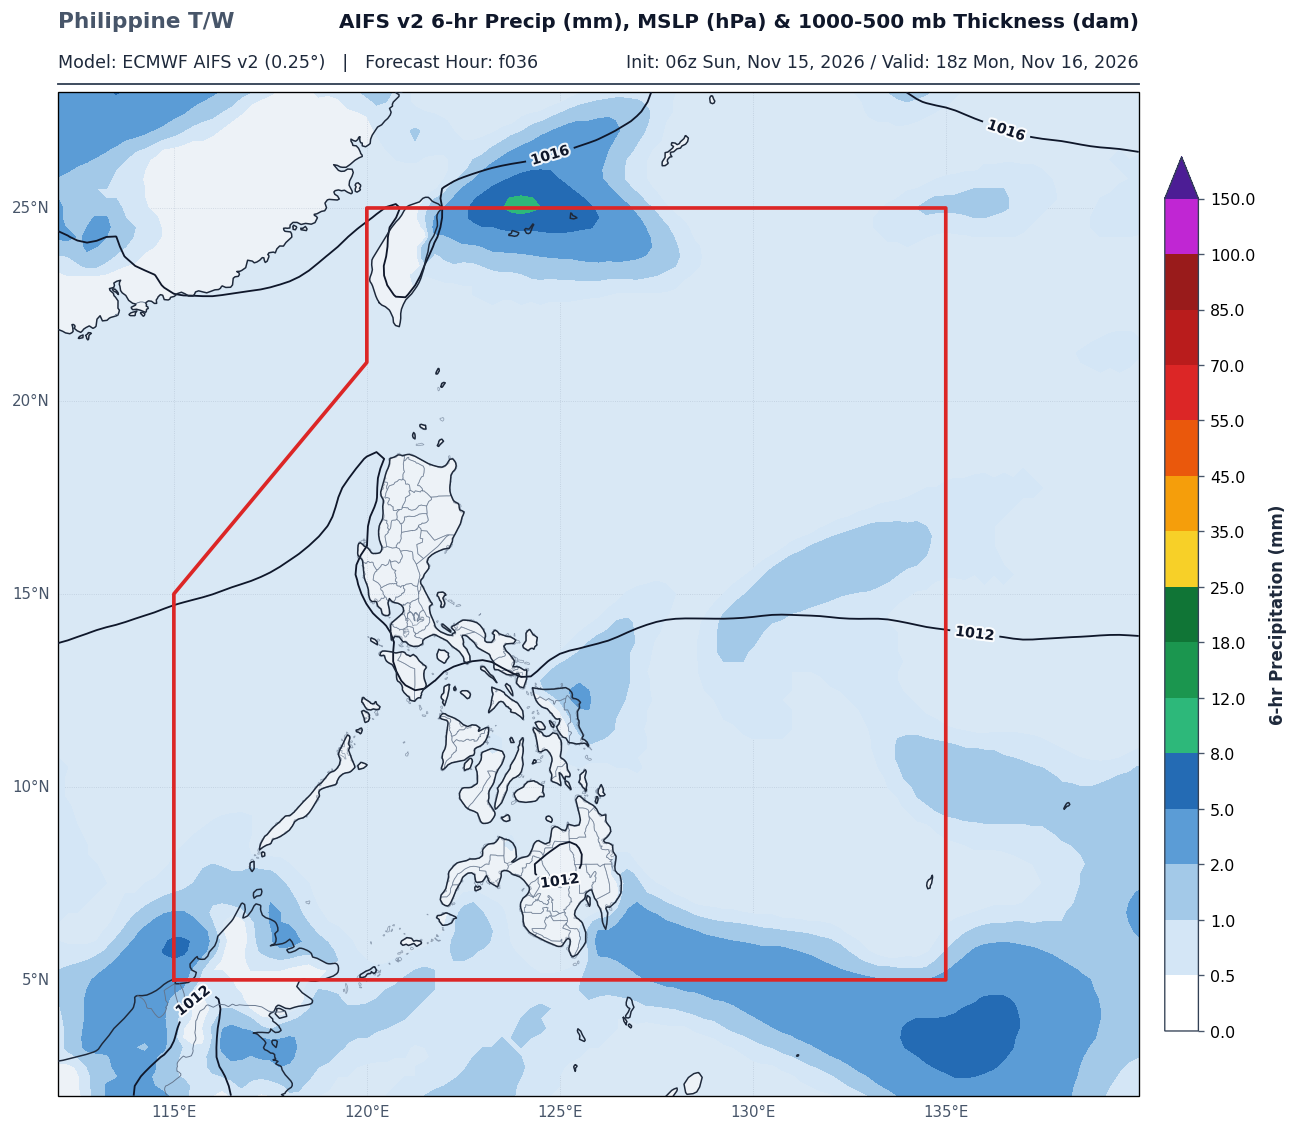 Philippine T/W
AIFS v2 6-hr Precip (mm), MSLP (hPa) & 1000-500 mb Thickness (dam)
Model: ECMWF AIFS v2 (0.25°) | Forecast Hour: f036
Init: 06z Sun, Nov 15, 2026 / Valid: 18z Mon, Nov 16, 2026
1016
1016
25°N
20°N
15°N
1012
10°N
1012
5°N
1012
115°E
120°E
125°E
130°E
135°E
150.0
100.0
85.0
70.0
55.0
45.0
35.0
25.0
18.0
12.0
8.0
5.0
2.0
1.0
0.5
0.0
6-hr Precipitation (mm)